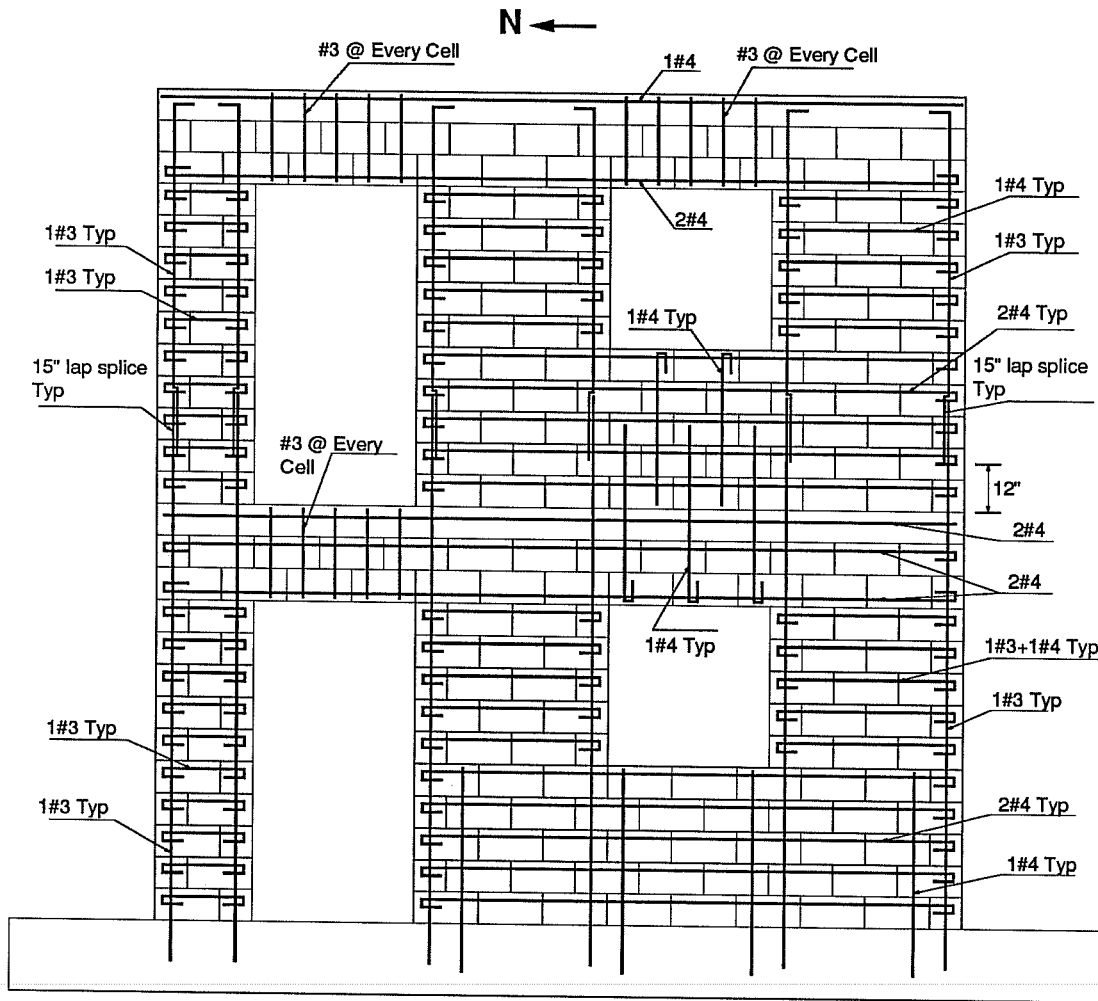 N
#3 @ Every Cell
1#4
#3 @ Every Cell
1#4 Typ
2#4
1#3 Typ
1#3 Typ
1#3 Typ
1#4 Typ
2#4 Typ
15" lap splice
Typ
15" lap splice
Typ
#3 @ Every
Cell
12"
2#4
2#4
1#4 Typ
1#3+1#4 Typ
1#3 Typ
1#3 Typ
1#3 Typ
2#4 Typ
1#4 Typ